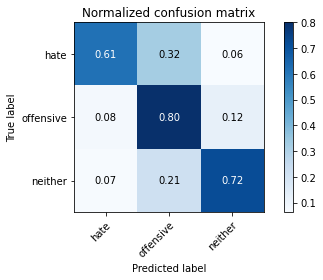 Normalized confusion matrix
True label
hate 0.61 0.32 0.06
offensive 0.08 0.80 0.12
neither 0.07 0.21 0.72
hate offensive neither
Predicted label
0.8
0.7
0.6
0.5
0.4
0.3
0.2
0.1